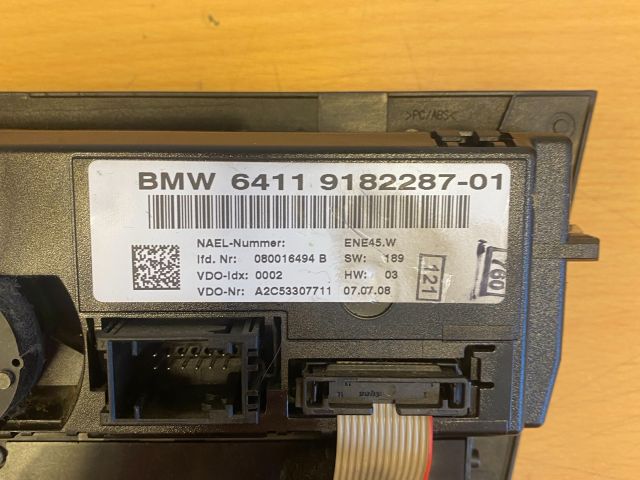 >PC/ABS<
BMW 6411 9182287-01
NAEL-Nummer: ENE45.W
lfd. Nr: 080016494 B SW: 189
VDO-Idx: 0002 HW: 03
VDO-Nr: A2C53307711 07.07.08
121
760